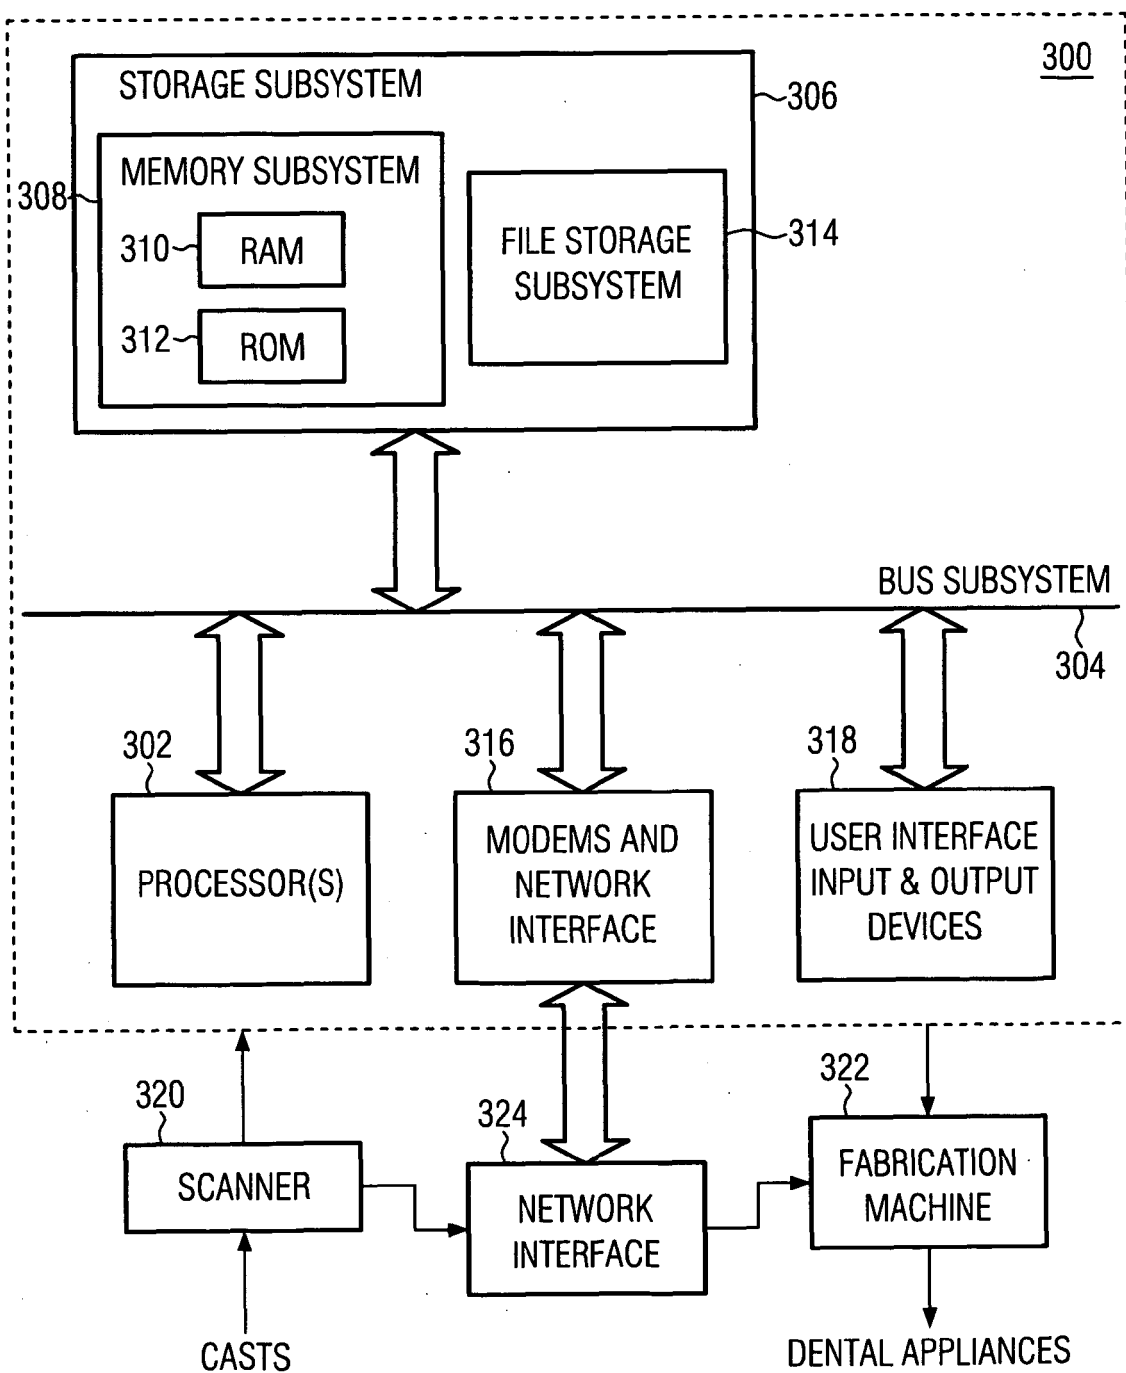 300
STORAGE SUBSYSTEM
306
MEMORY SUBSYSTEM
308
310
RAM
312
ROM
FILE STORAGE
SUBSYSTEM
314
BUS SUBSYSTEM
304
302
PROCESSOR(S)
316
MODEMS AND
NETWORK
INTERFACE
318
USER INTERFACE
INPUT & OUTPUT
DEVICES
320
SCANNER
324
NETWORK
INTERFACE
322
FABRICATION
MACHINE
CASTS
DENTAL APPLIANCES